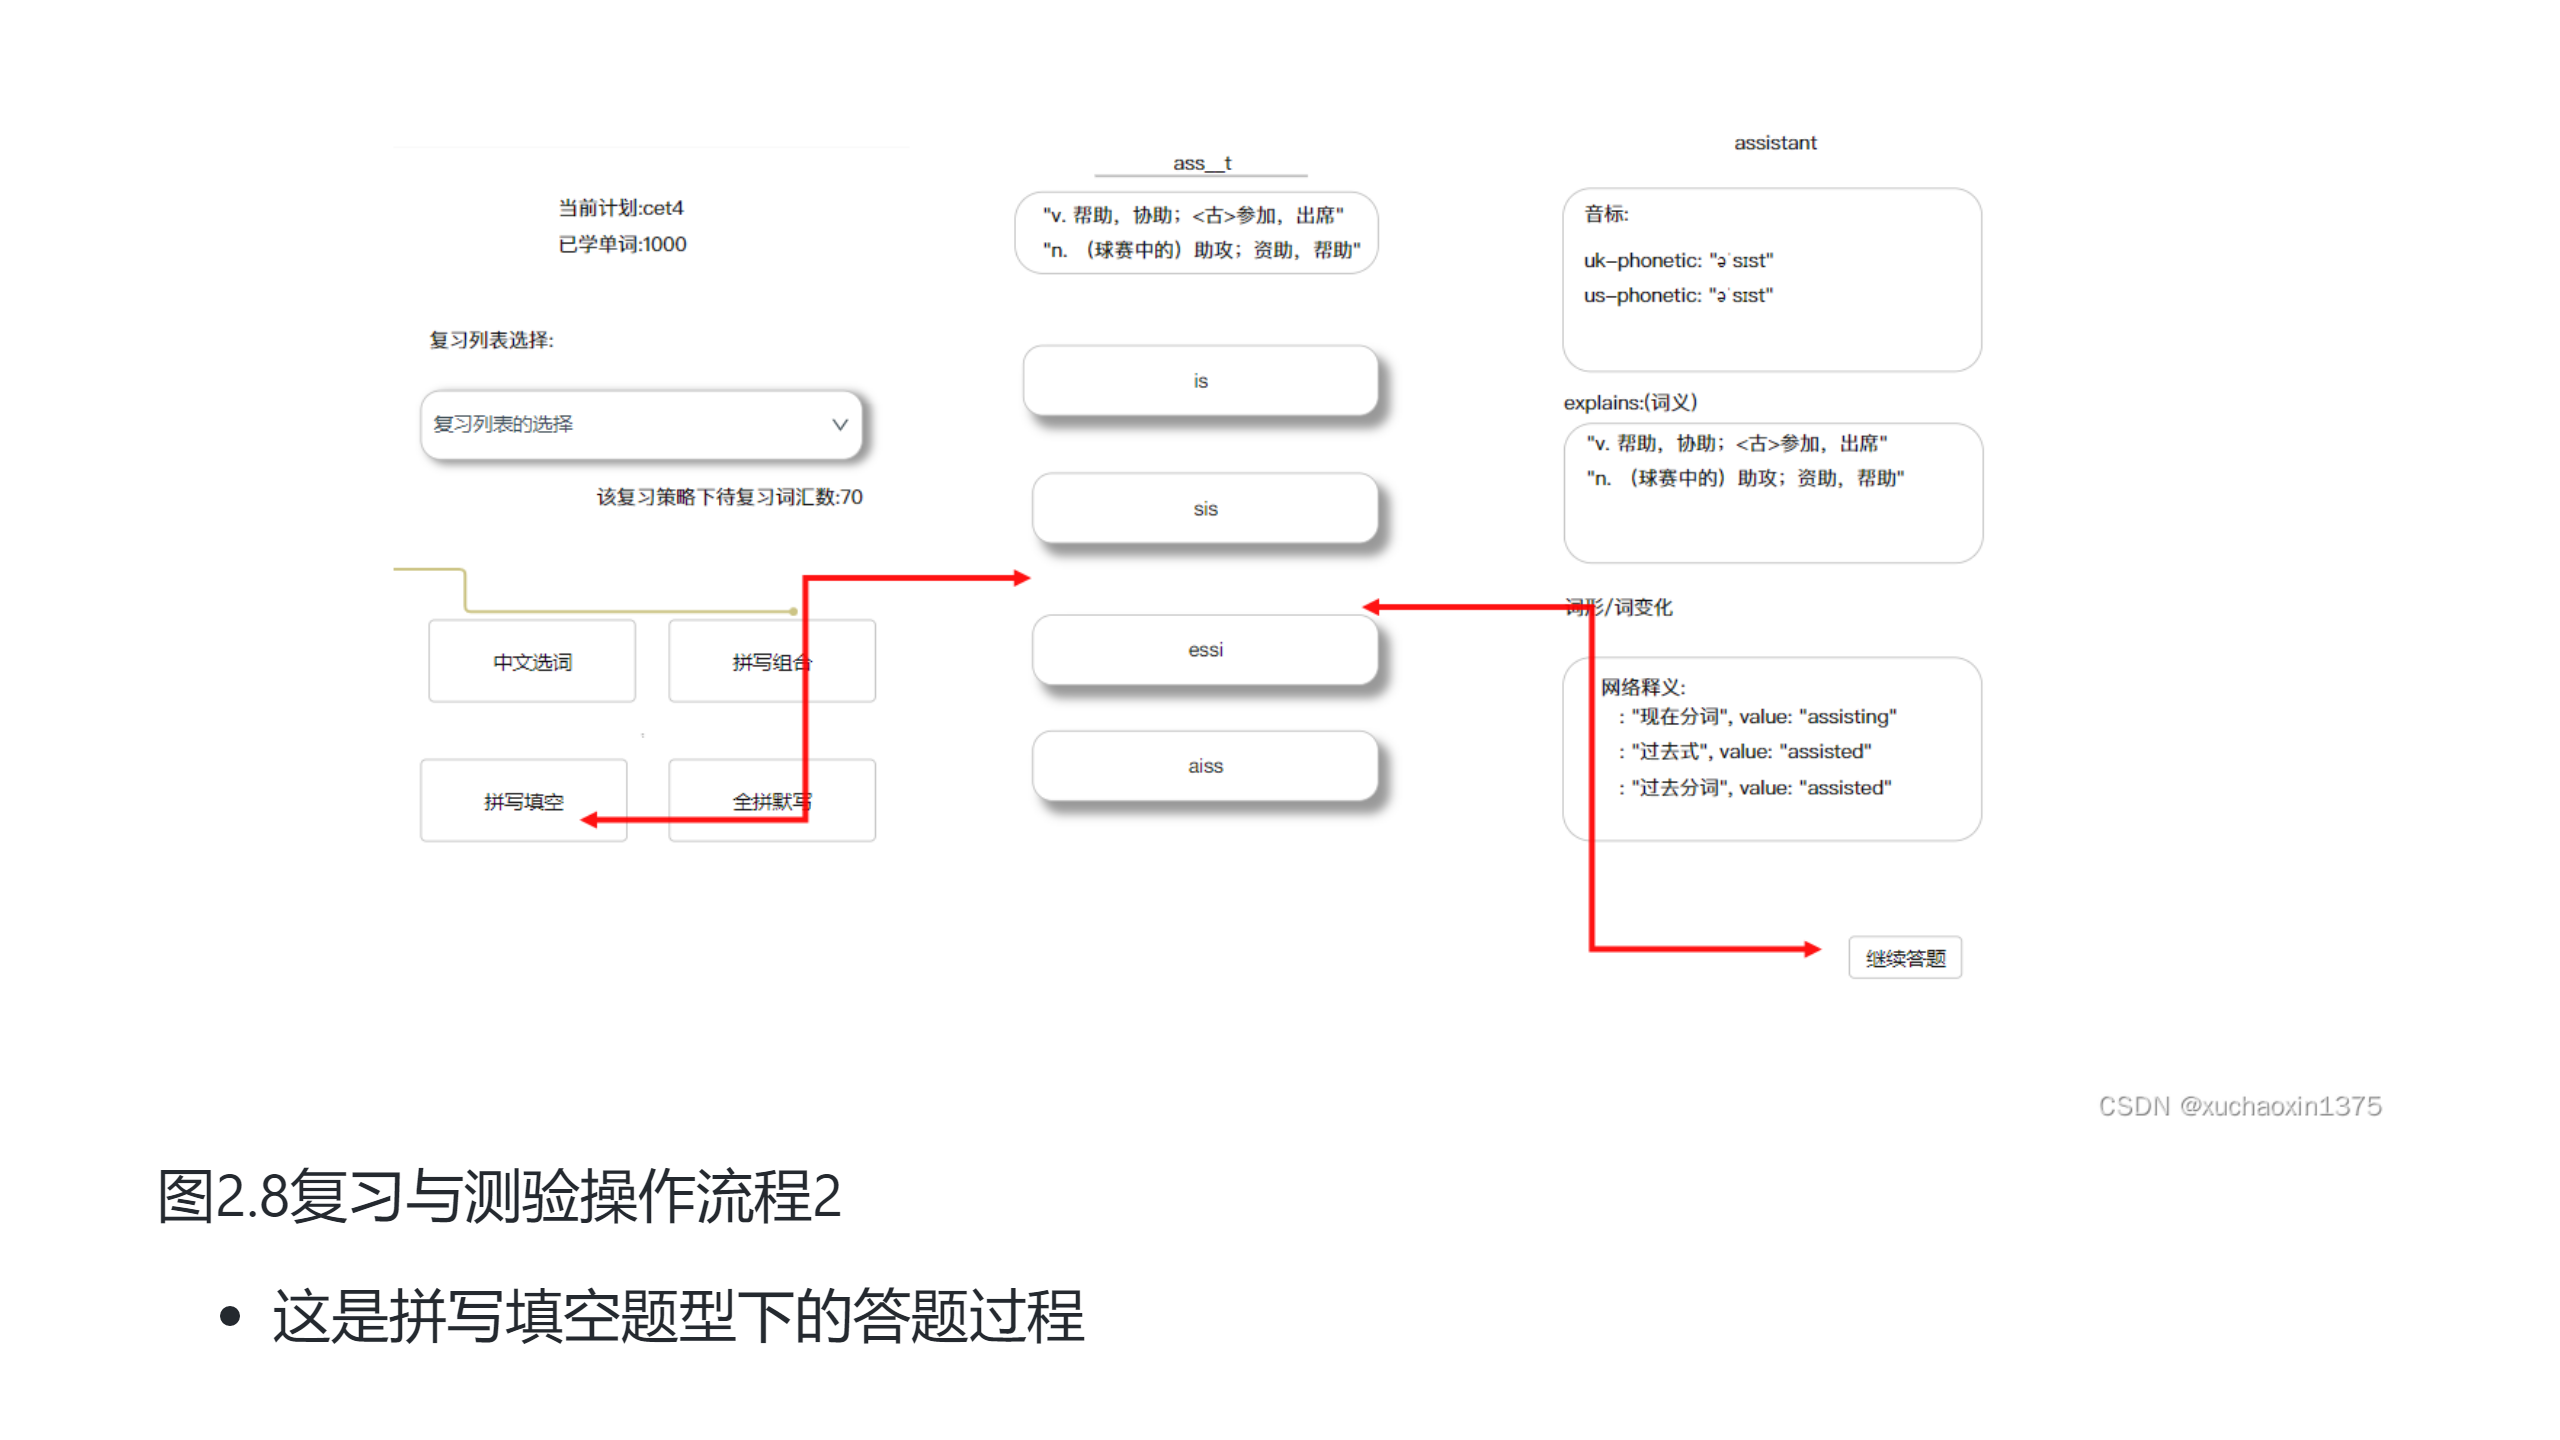 当前计划:cet4
已学单词:1000
复习列表选择:
复习列表的选择
该复习策略下待复习词汇数:70
中文选词
拼写组合
拼写填空
全拼默写
ass__t
"v. 帮助，协助；<古>参加，出席"
"n. （球赛中的）助攻；资助，帮助"
is
sis
essi
aiss
assistant
音标:
uk-phonetic: "əˈsɪst"
us-phonetic: "əˈsɪst"
explains:(词义)
"v. 帮助，协助；<古>参加，出席"
"n. （球赛中的）助攻；资助，帮助"
词形/词变化
网络释义:
: "现在分词", value: "assisting"
: "过去式", value: "assisted"
: "过去分词", value: "assisted"
继续答题
CSDN @xuchaoxin1375
图2.8复习与测验操作流程2
• 这是拼写填空题型下的答题过程